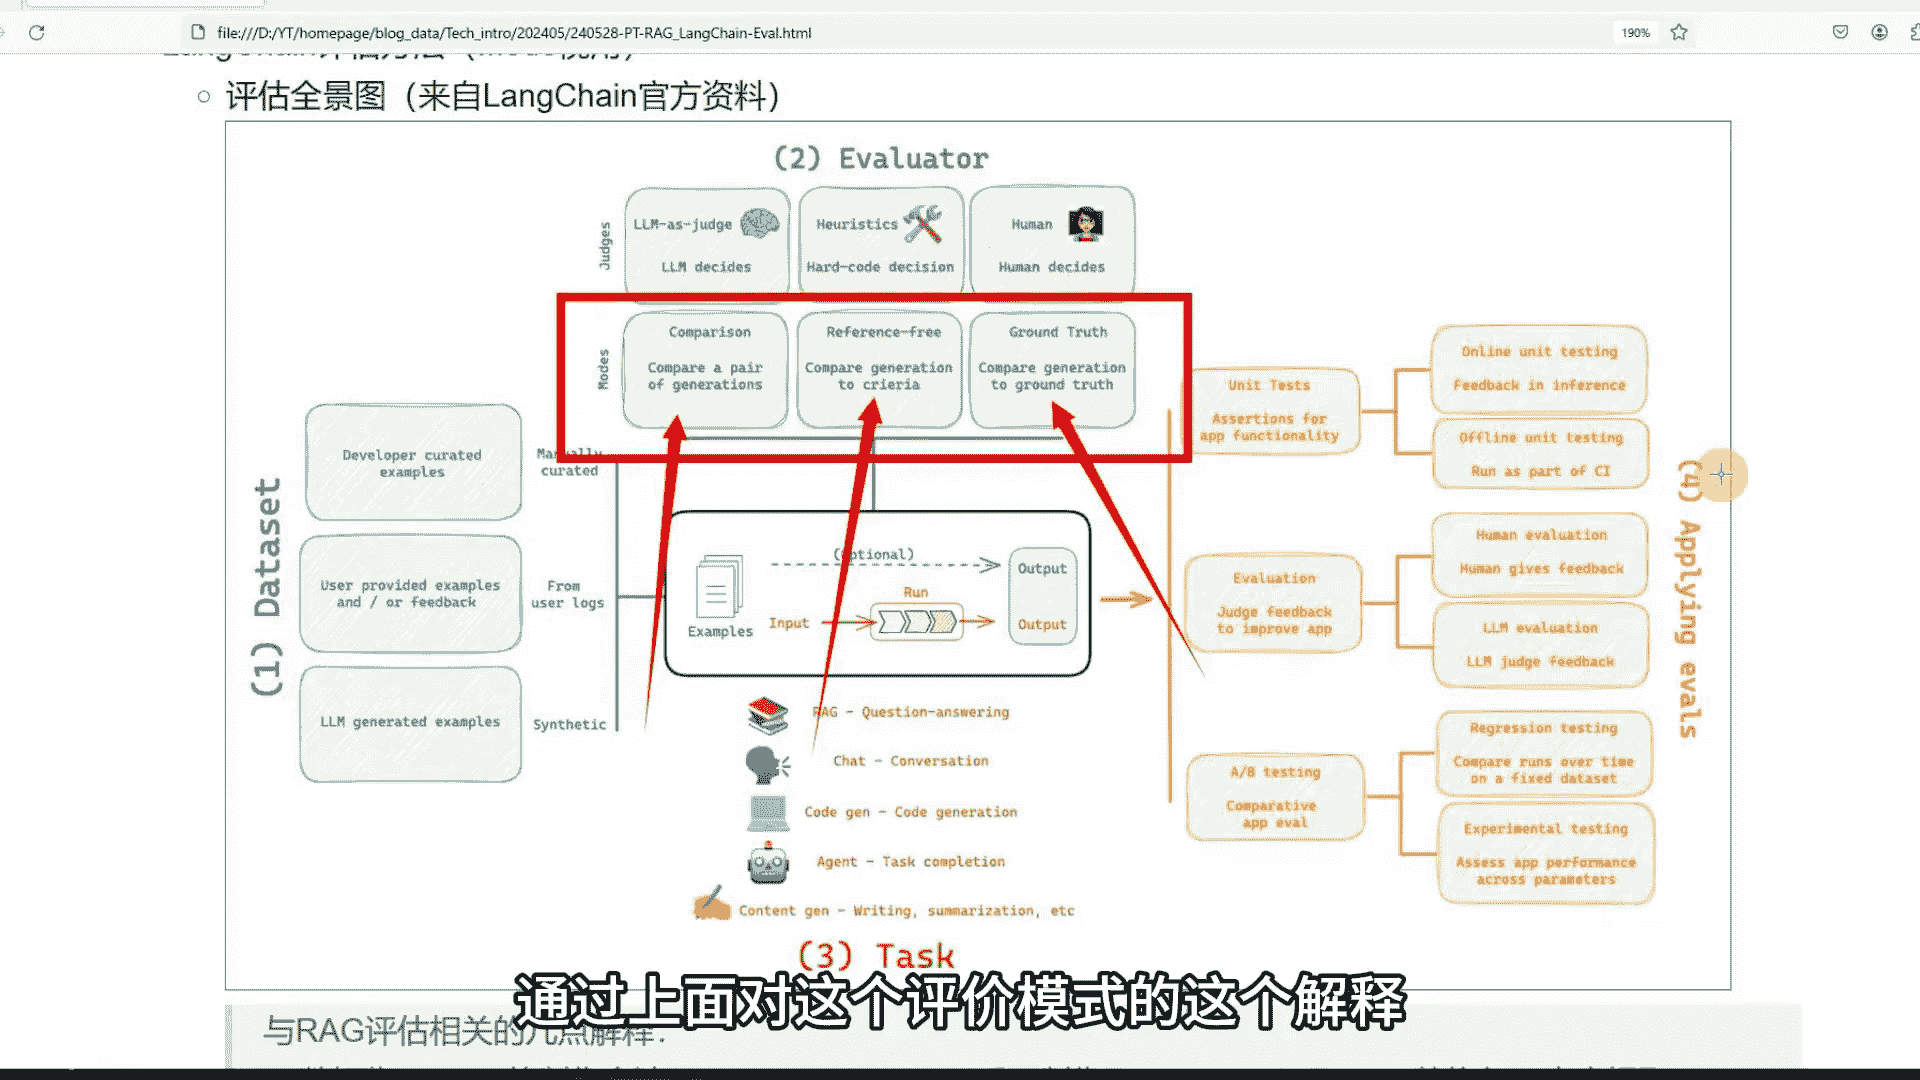 file:///D:/YT/homepage/blog_data/Tech_intro/202405/240528-PT-RAG_LangChain-Eval.html
190%
评估全景图（来自LangChain官方资料）
(2) Evaluator
Judges
LLM-as-judge
LLM decides
Heuristics
Hard-code decision
Human
Human decides
Modes
Comparison
Compare a pair
of generations
Reference-free
Compare generation
to crieria
Ground Truth
Compare generation
to ground truth
(1) Dataset
Developer curated
examples
Manually
curated
User provided examples
and / or feedback
From
user logs
LLM generated examples
Synthetic
Examples
(optional)
Input
Run
Output
Output
RAG - Question-answering
Chat - Conversation
Code gen - Code generation
Agent - Task completion
Content gen - Writing, summarization, etc
(3) Task
Unit Tests
Assertions for
app functionality
Online unit testing
Feedback in inference
Offline unit testing
Run as part of CI
Evaluation
Judge feedback
to improve app
Human evaluation
Human gives feedback
LLM evaluation
LLM judge feedback
A/B testing
Comparative
app eval
Regression testing
Compare runs over time
on a fixed dataset
Experimental testing
Assess app performance
across parameters
(4) Applying evals
通过上面对这个评价模式的这个解释
与RAG评估相关的几点解释：